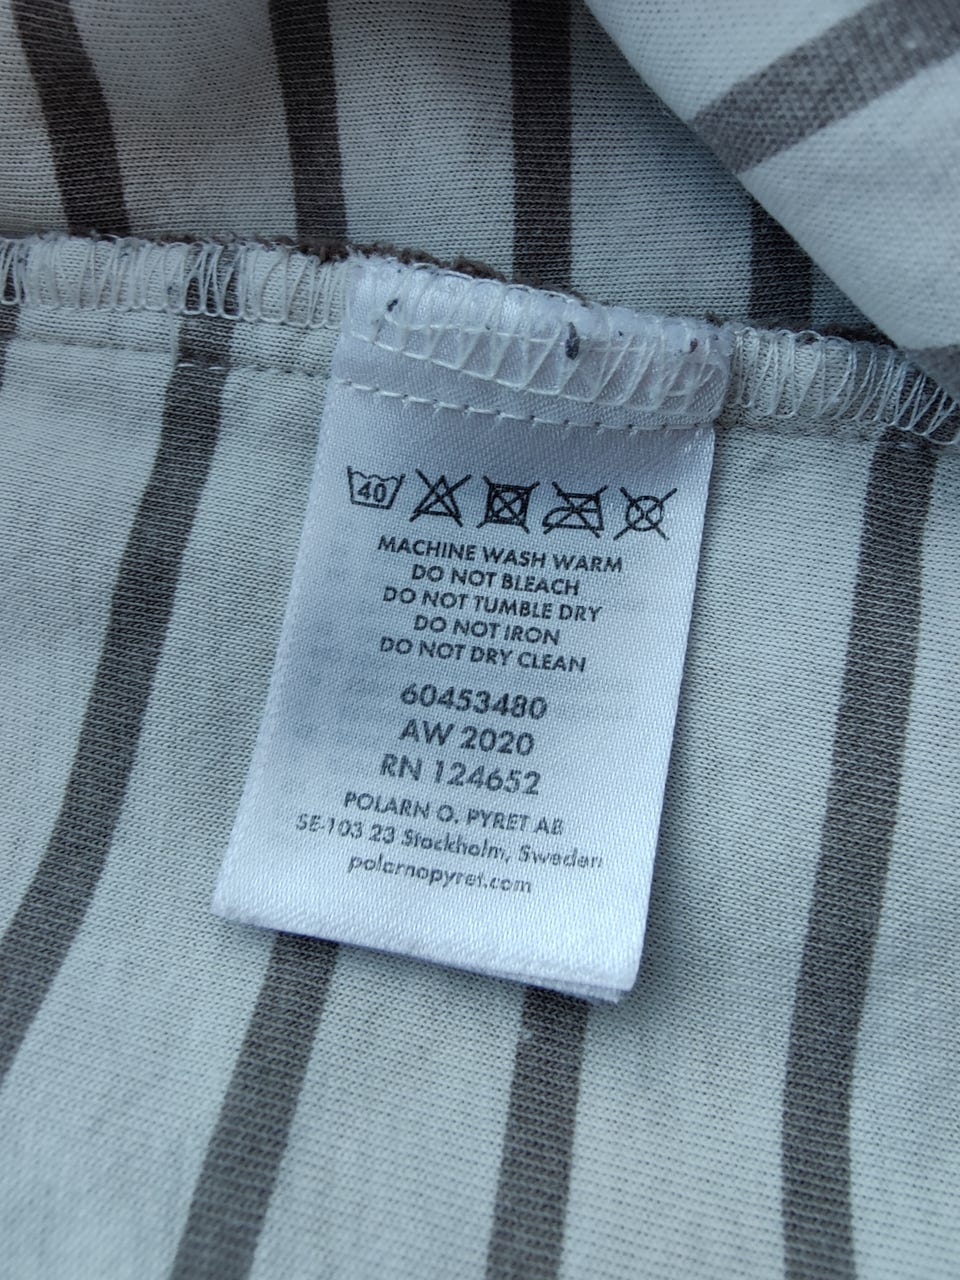 40
MACHINE WASH WARM
DO NOT BLEACH
DO NOT TUMBLE DRY
DO NOT IRON
DO NOT DRY CLEAN
60453480
AW 2020
RN 124652
POLARN O. PYRET AB
SE-103 23 Stockholm, Sweden
polarnopyret.com